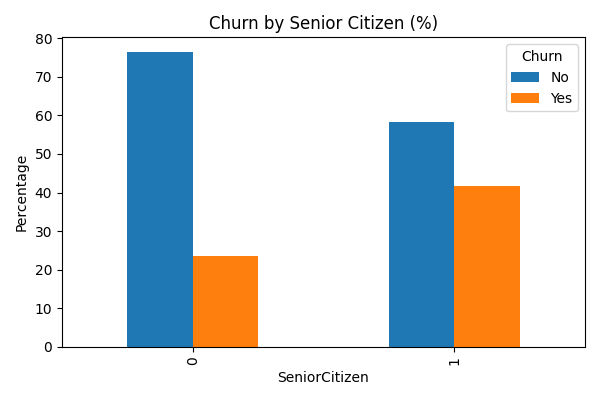 Churn by Senior Citizen (%)
Churn
No
Yes
Percentage
80
70
60
50
40
30
20
10
0
0
1
SeniorCitizen